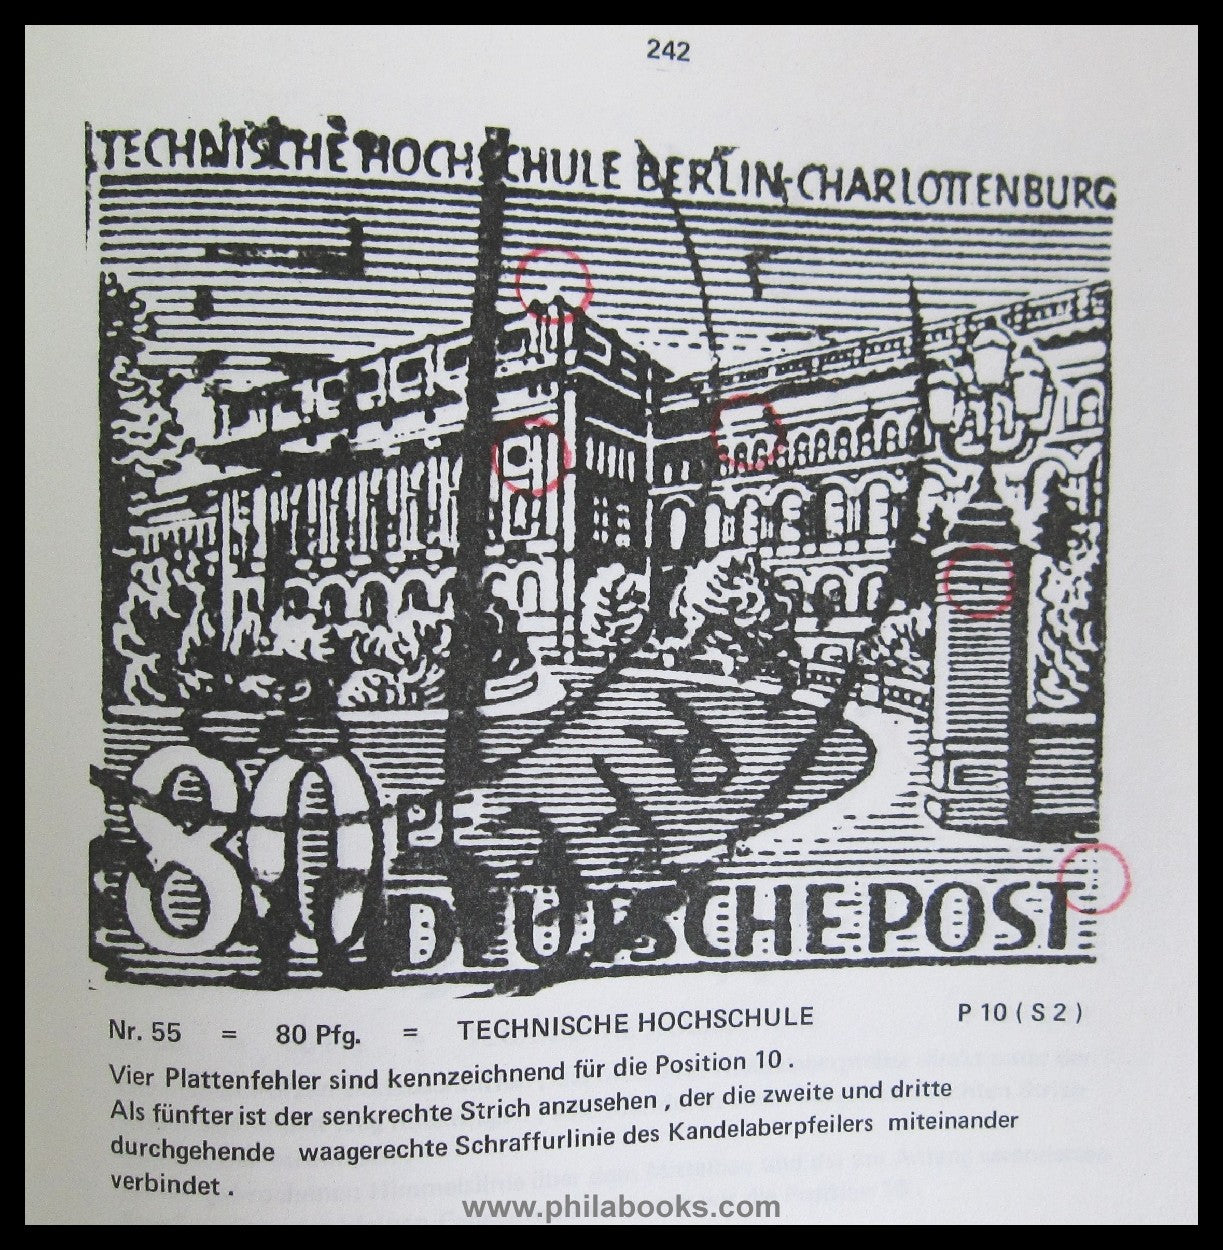 242
TECHNISCHE HOCHSCHULE BERLIN-CHARLOTTENBURG
80 PF
DEUTSCHE POST
Nr. 55 = 80 Pfg. = TECHNISCHE HOCHSCHULE P 10 ( S 2 )
Vier Plattenfehler sind kennzeichnend für die Position 10 .
Als fünfter ist der senkrechte Strich anzusehen , der die zweite und dritte
durchgehende waagerechte Schraffurlinie des Kandelaberpfeilers miteinander
verbindet .
www.philabooks.com